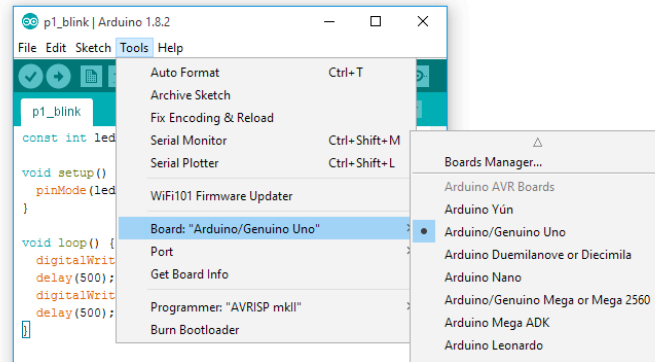 p1_blink | Arduino 1.8.2
File Edit Sketch Tools Help
p1_blink
const int led
void setup()
pinMode(led
}
void loop() {
digitalWrit
delay(500);
digitalWrit
delay(500);
}
Auto Format Ctrl+T
Archive Sketch
Fix Encoding & Reload
Serial Monitor Ctrl+Shift+M
Serial Plotter Ctrl+Shift+L
WiFi101 Firmware Updater
Board: "Arduino/Genuino Uno"
Port
Get Board Info
Programmer: "AVRISP mkII"
Burn Bootloader
Boards Manager...
Arduino AVR Boards
Arduino Yún
Arduino/Genuino Uno
Arduino Duemilanove or Diecimila
Arduino Nano
Arduino/Genuino Mega or Mega 2560
Arduino Mega ADK
Arduino Leonardo